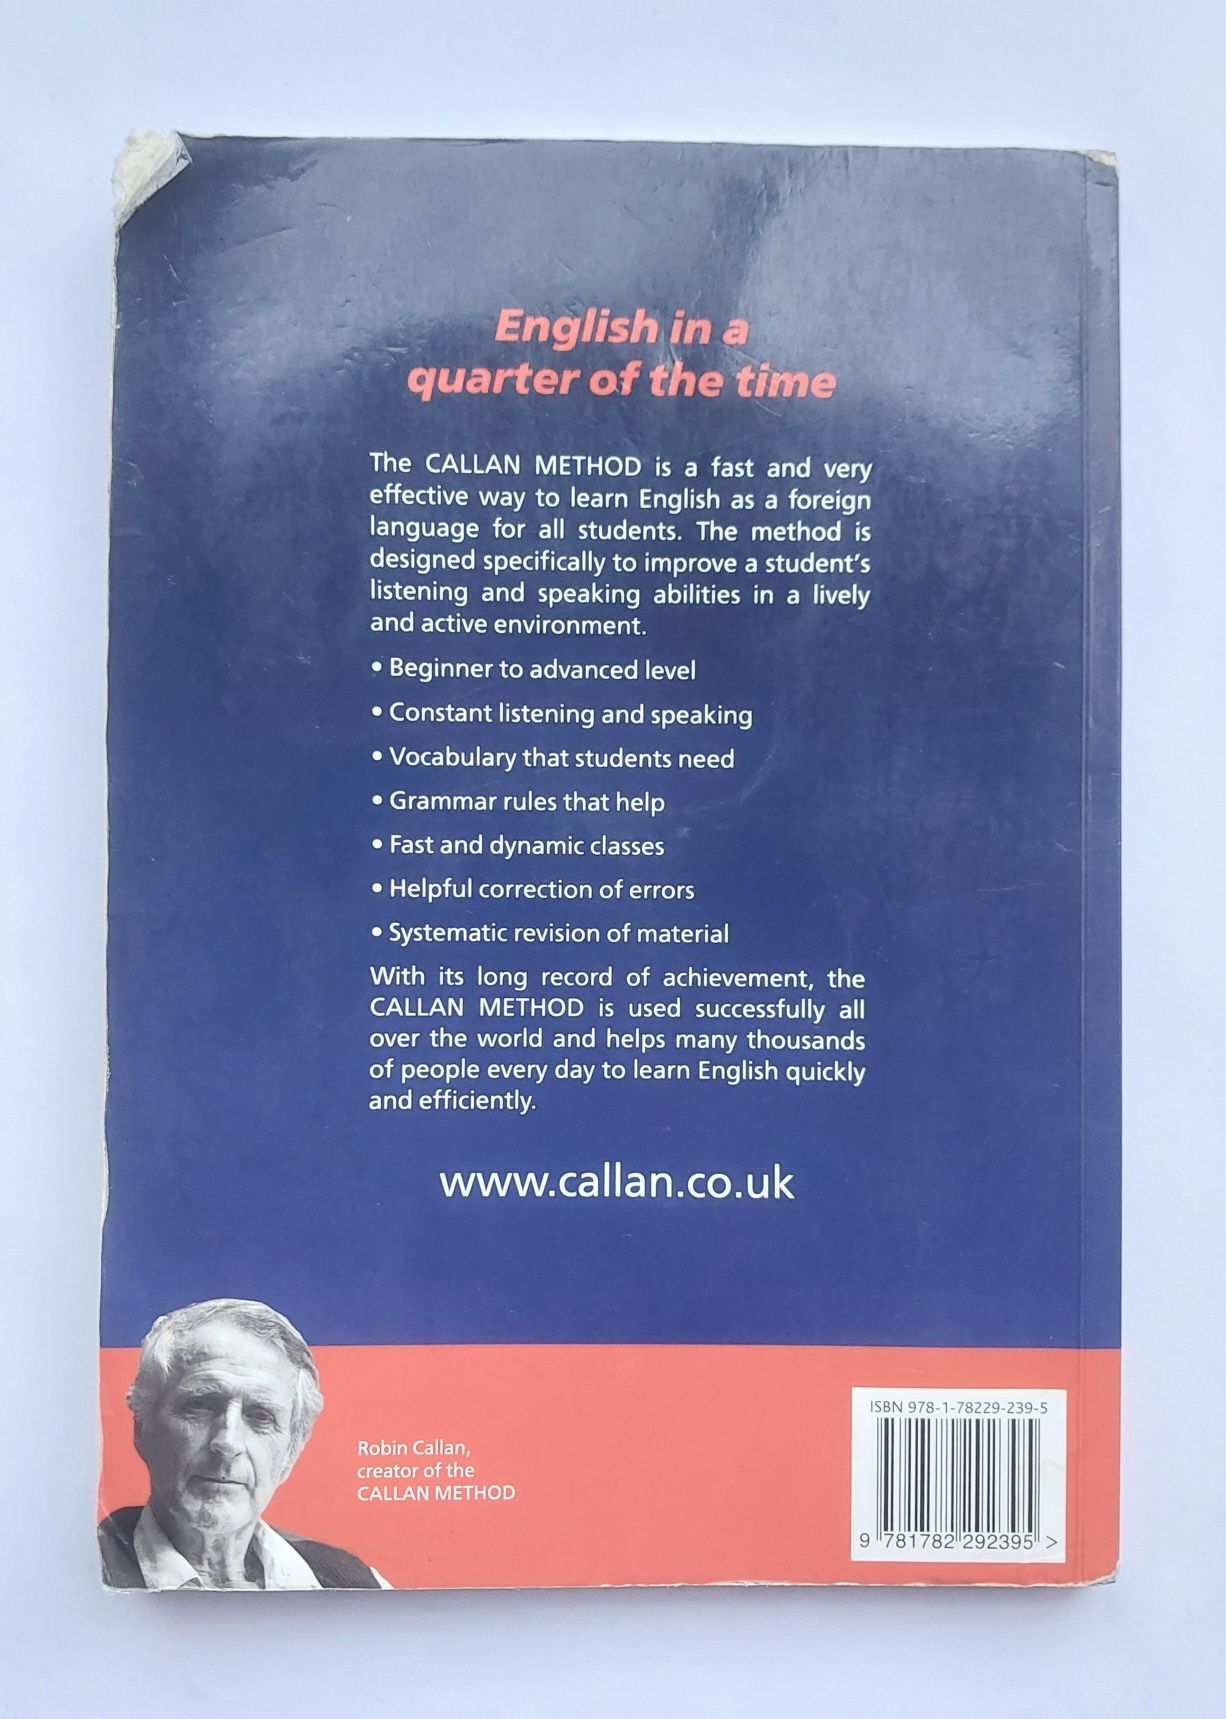 English in a
quarter of the time
The CALLAN METHOD is a fast and very
effective way to learn English as a foreign
language for all students. The method is
designed specifically to improve a student's
listening and speaking abilities in a lively
and active environment.
• Beginner to advanced level
• Constant listening and speaking
• Vocabulary that students need
• Grammar rules that help
• Fast and dynamic classes
• Helpful correction of errors
• Systematic revision of material
With its long record of achievement, the
CALLAN METHOD is used successfully all
over the world and helps many thousands
of people every day to learn English quickly
and efficiently.
www.callan.co.uk
Robin Callan,
creator of the
CALLAN METHOD
ISBN 978-1-78229-239-5
9 781782 292395 >